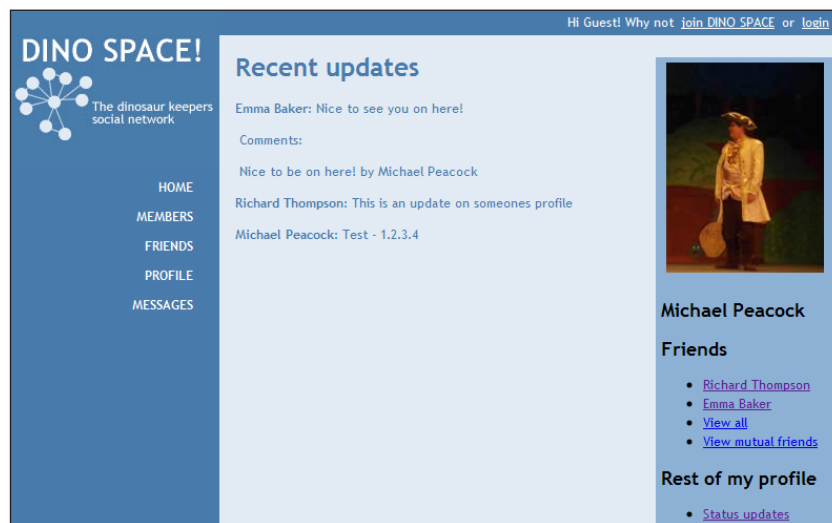 Hi Guest! Why not join DINO SPACE or login
DINO SPACE!
The dinosaur keepers
social network
HOME
MEMBERS
FRIENDS
PROFILE
MESSAGES
Recent updates
Emma Baker: Nice to see you on here!
Comments:
Nice to be on here! by Michael Peacock
Richard Thompson: This is an update on someones profile
Michael Peacock: Test - 1.2.3.4
Michael Peacock
Friends
Richard Thompson
Emma Baker
View all
View mutual friends
Rest of my profile
Status updates